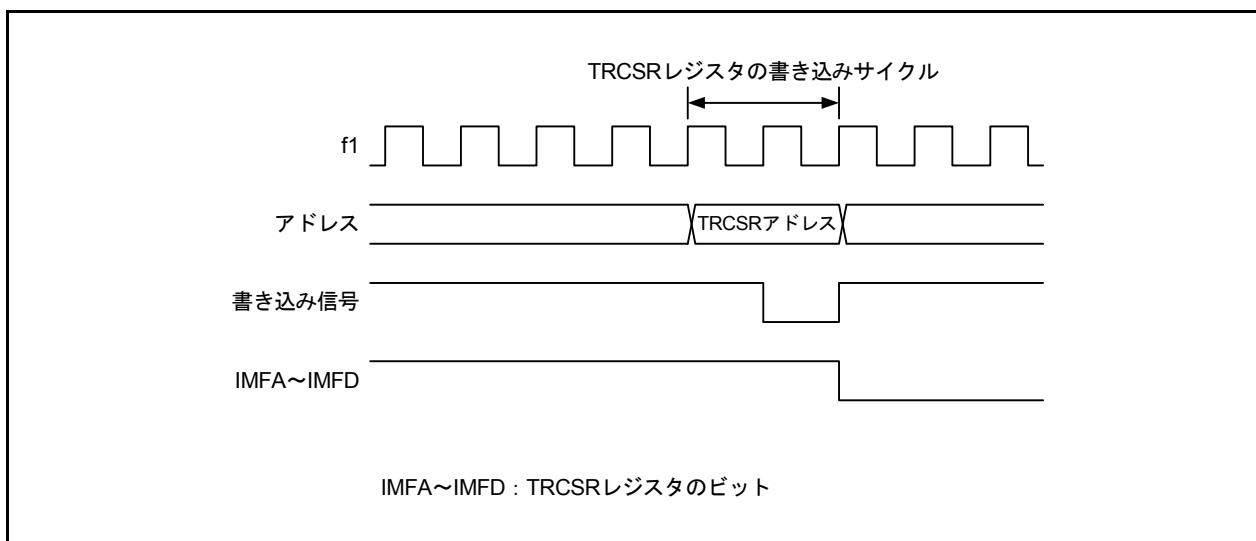 TRCSRレジスタの書き込みサイクル
f1
アドレス
TRCSRアドレス
書き込み信号
IMFA～IMFD
IMFA～IMFD：TRCSRレジスタのビット